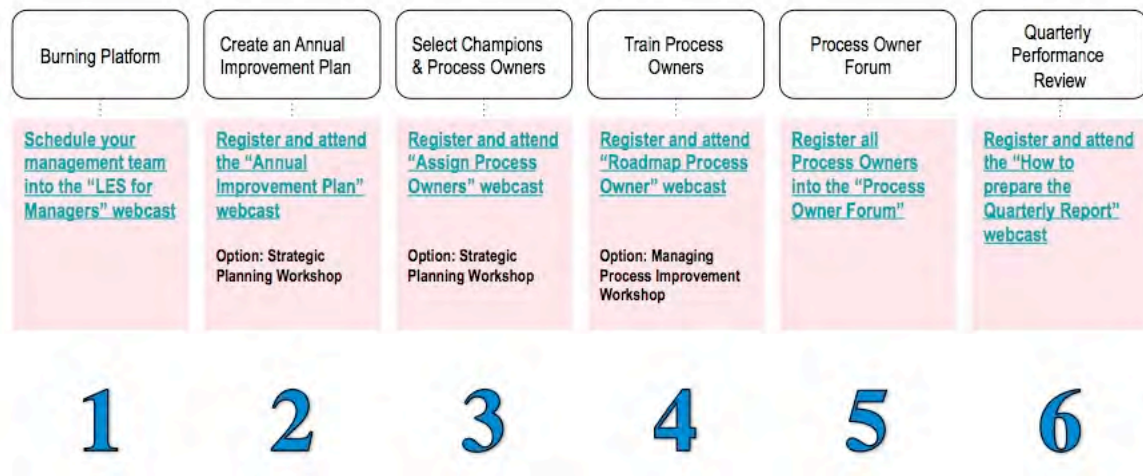 Burning Platform
Create an Annual
Improvement Plan
Select Champions
& Process Owners
Train Process
Owners
Process Owner
Forum
Quarterly
Performance
Review
Schedule your
management team
into the “LES for
Managers” webcast
Register and attend
the “Annual
Improvement Plan”
webcast
Option: Strategic
Planning Workshop
Register and attend
“Assign Process
Owners” webcast
Option: Strategic
Planning Workshop
Register and attend
“Roadmap Process
Owner” webcast
Option: Managing
Process Improvement
Workshop
Register all
Process Owners
into the “Process
Owner Forum”
Register and attend
the “How to
prepare the
Quarterly Report”
webcast
1 2 3 4 5 6